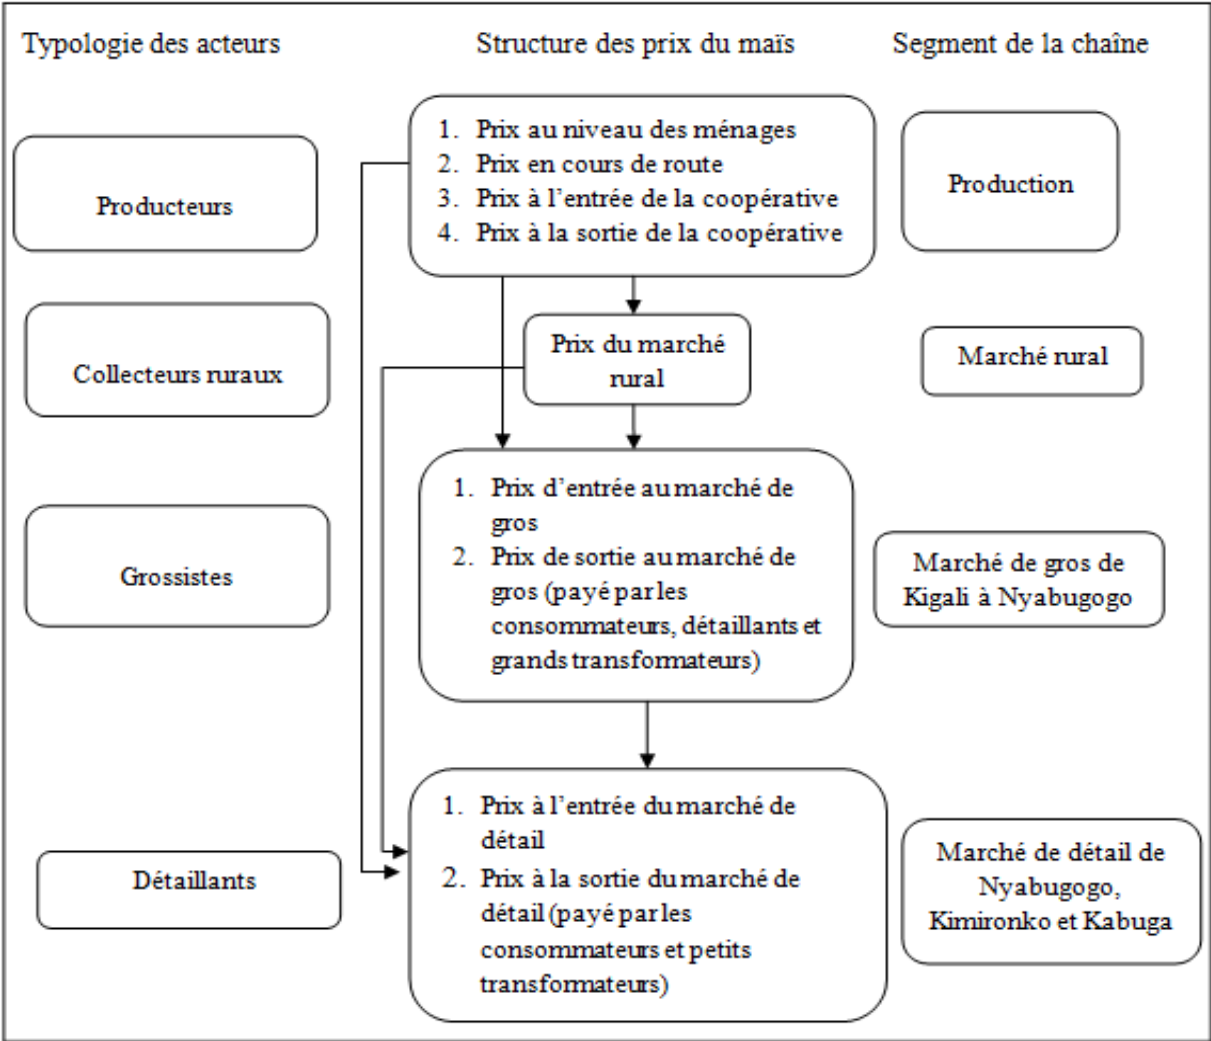 Typologie des acteurs
Structure des prix du maïs
Segment de la chaîne
Producteurs
1. Prix au niveau des ménages
2. Prix en cours de route
3. Prix à l’entrée de la coopérative
4. Prix à la sortie de la coopérative
Production
Collecteurs ruraux
Prix du marché
rural
Marché rural
Grossistes
1. Prix d’entrée au marché de
gros
2. Prix de sortie au marché de
gros (payé par les
consommateurs, détaillants et
grands transformateurs)
Marché de gros de
Kigali à Nyabugogo
Détaillants
1. Prix à l’entrée du marché de
détail
2. Prix à la sortie du marché de
détail (payé par les
consommateurs et petits
transformateurs)
Marché de détail de
Nyabugogo,
Kimironko et Kabuga